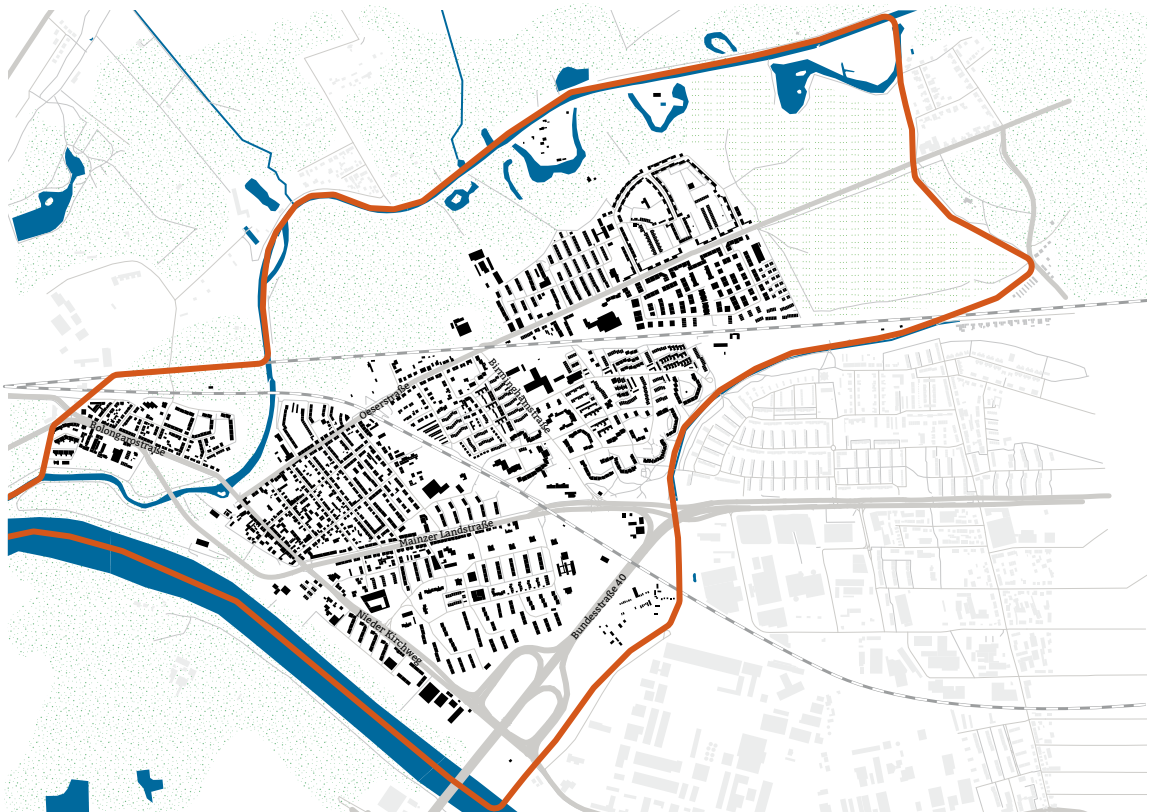 Oeserstraße
Birminghamstraße
Bolongarostraße
Mainzer Landstraße
Bundesstraße 40
Nieder Kirchweg